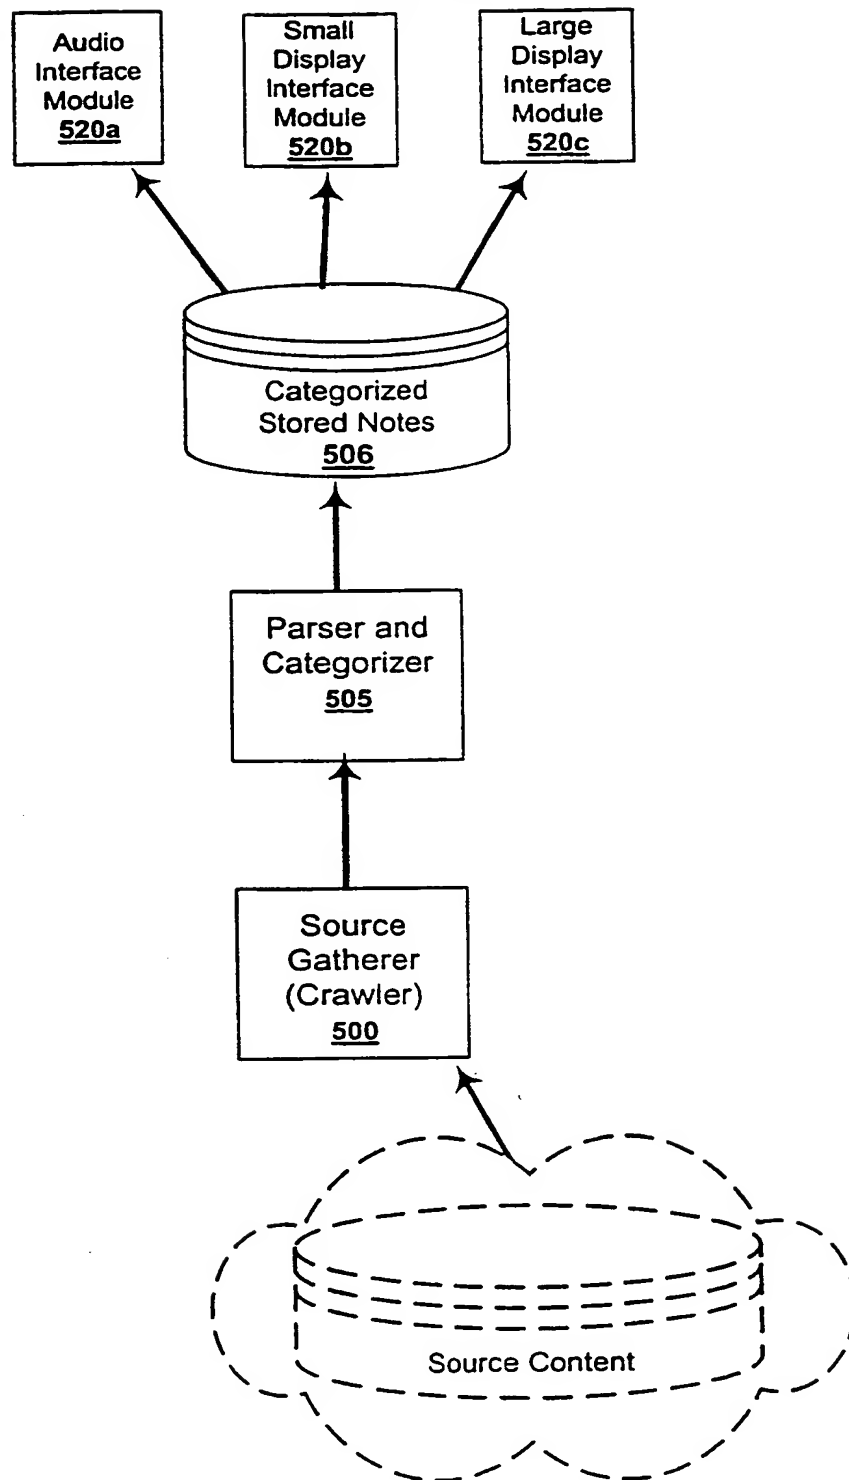 Audio
Interface
Module
520a
Small
Display
Interface
Module
520b
Large
Display
Interface
Module
520c
Categorized
Stored Notes
506
Parser and
Categorizer
505
Source
Gatherer
(Crawler)
500
Source Content